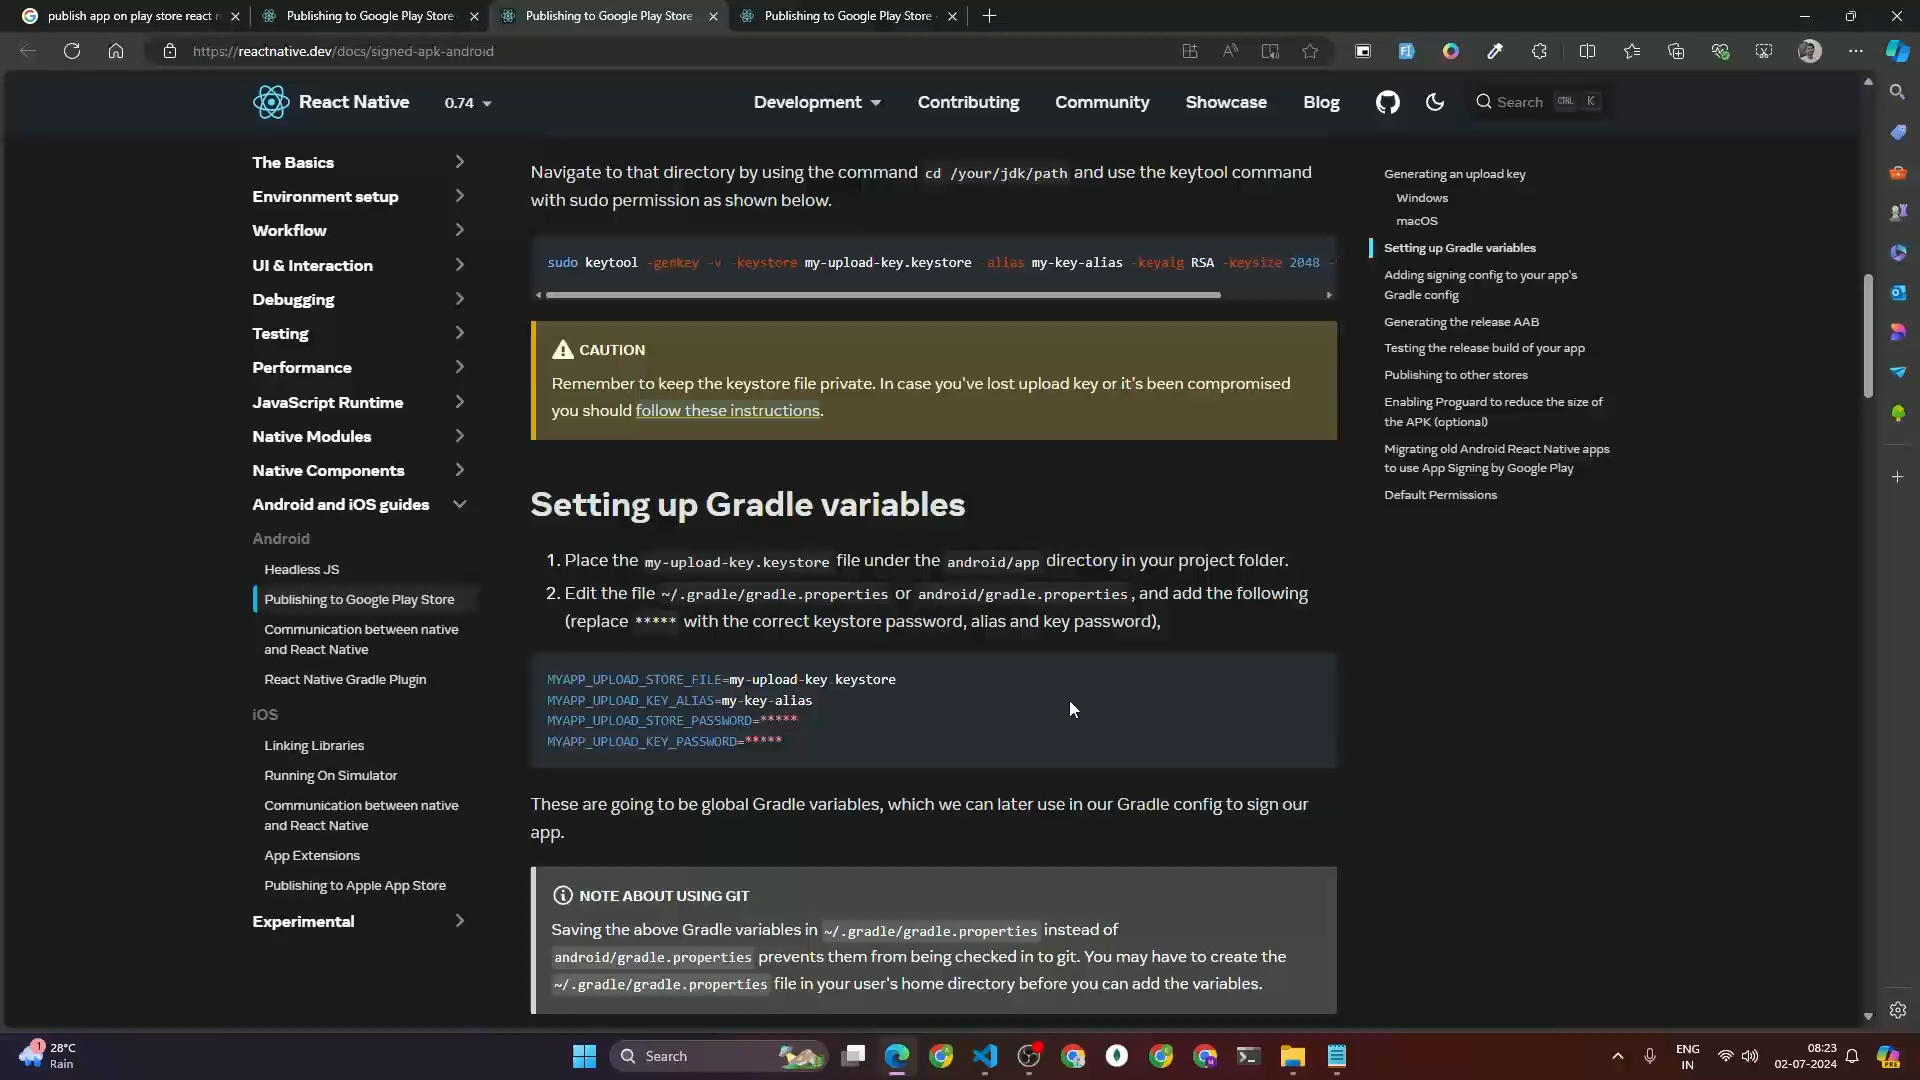 publish app on play store react n
Publishing to Google Play Store
Publishing to Google Play Store
Publishing to Google Play Store
https://reactnative.dev/docs/signed-apk-android
React Native
0.74
Development
Contributing
Community
Showcase
Blog
Search
CTRL
K
The Basics
Environment setup
Workflow
UI & Interaction
Debugging
Testing
Performance
JavaScript Runtime
Native Modules
Native Components
Android and iOS guides
Android
Headless JS
Publishing to Google Play Store
Communication between native
and React Native
React Native Gradle Plugin
iOS
Linking Libraries
Running On Simulator
Communication between native
and React Native
App Extensions
Publishing to Apple App Store
Experimental
Navigate to that directory by using the command cd /your/jdk/path and use the keytool command
with sudo permission as shown below.
sudo keytool -genkey -v -keystore my-upload-key.keystore -alias my-key-alias -keyalg RSA -keysize 2048 -
CAUTION
Remember to keep the keystore file private. In case you've lost upload key or it's been compromised
you should follow these instructions.
Setting up Gradle variables
1. Place the my-upload-key.keystore file under the android/app directory in your project folder.
2. Edit the file ~/.gradle/gradle.properties or android/gradle.properties, and add the following
(replace ***** with the correct keystore password, alias and key password),
MYAPP_UPLOAD_STORE_FILE=my-upload-key.keystore
MYAPP_UPLOAD_KEY_ALIAS=my-key-alias
MYAPP_UPLOAD_STORE_PASSWORD=*****
MYAPP_UPLOAD_KEY_PASSWORD=*****
These are going to be global Gradle variables, which we can later use in our Gradle config to sign our
app.
NOTE ABOUT USING GIT
Saving the above Gradle variables in ~/.gradle/gradle.properties instead of
android/gradle.properties prevents them from being checked in to git. You may have to create the
~/.gradle/gradle.properties file in your user's home directory before you can add the variables.
Generating an upload key
Windows
macOS
Setting up Gradle variables
Adding signing config to your app's
Gradle config
Generating the release AAB
Testing the release build of your app
Publishing to other stores
Enabling Proguard to reduce the size of
the APK (optional)
Migrating old Android React Native apps
to use App Signing by Google Play
Default Permissions
1
28°C
Rain
Search
ENG
IN
08:23
02-07-2024
PRE